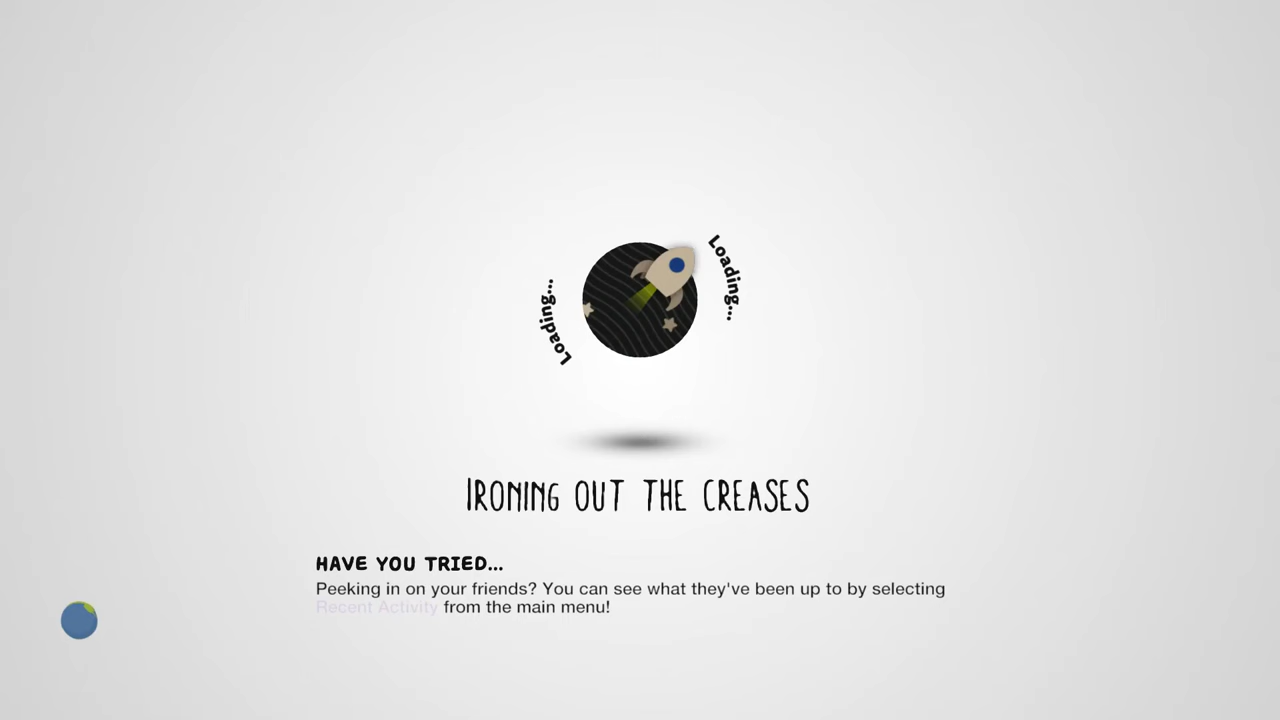 Loading...
Loading...
IRONING OUT THE CREASES
HAVE YOU TRIED...
Peeking in on your friends? You can see what they've been up to by selecting
Recent Activity from the main menu!